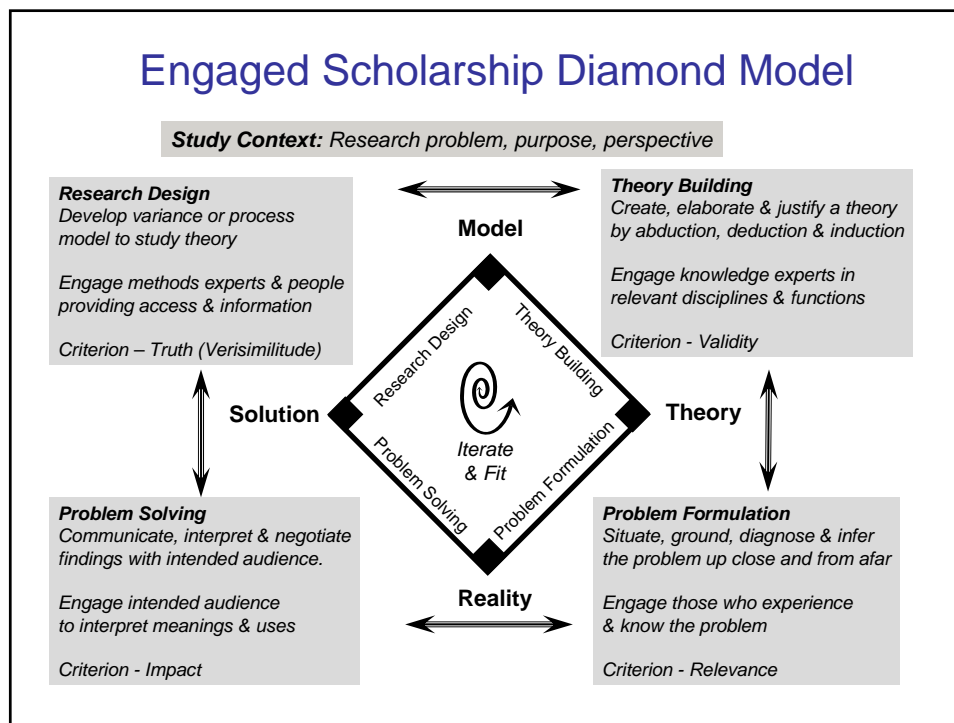 Engaged Scholarship Diamond Model
Study Context: Research problem, purpose, perspective
Research Design
Develop variance or process
model to study theory
Engage methods experts & people
providing access & information
Criterion – Truth (Verisimilitude)
Theory Building
Create, elaborate & justify a theory
by abduction, deduction & induction
Engage knowledge experts in
relevant disciplines & functions
Criterion - Validity
Model
Research Design
Theory Building
Solution
Theory
Iterate
& Fit
Problem Solving
Problem Formulation
Reality
Problem Solving
Communicate, interpret & negotiate
findings with intended audience.
Engage intended audience
to interpret meanings & uses
Criterion - Impact
Problem Formulation
Situate, ground, diagnose & infer
the problem up close and from afar
Engage those who experience
& know the problem
Criterion - Relevance